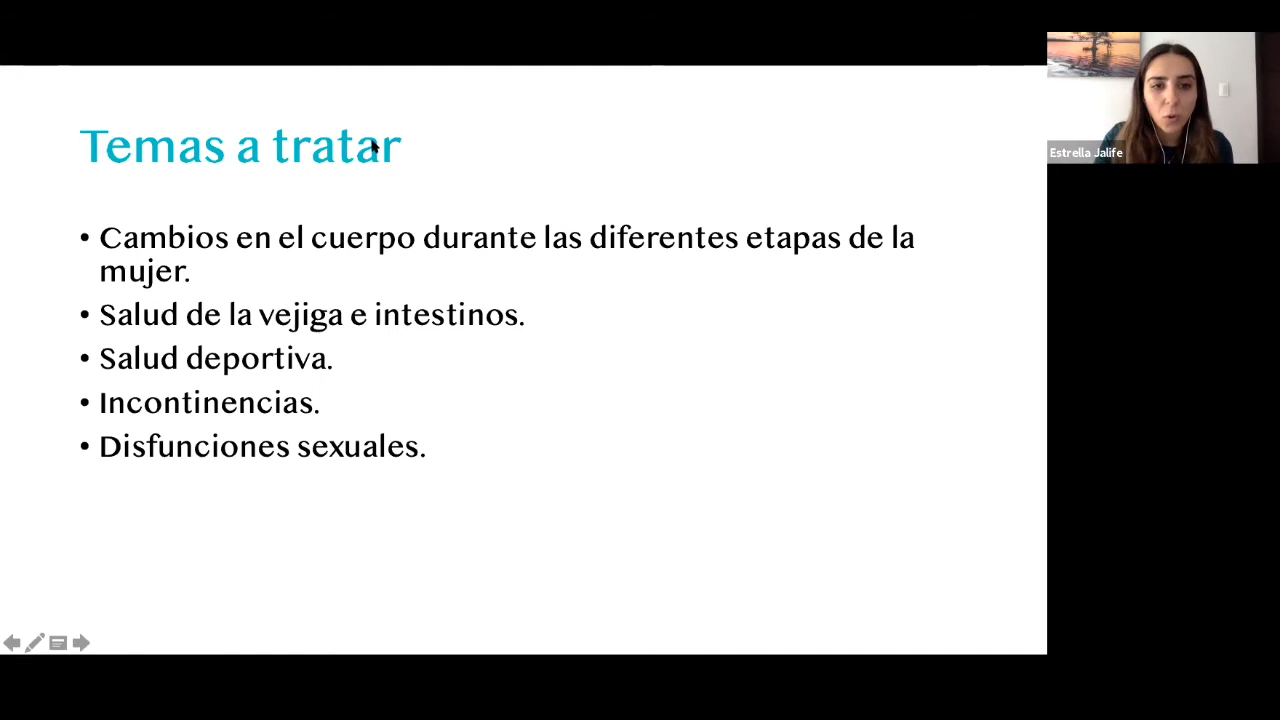 Temas a tratar
• Cambios en el cuerpo durante las diferentes etapas de la
mujer.
• Salud de la vejiga e intestinos.
• Salud deportiva.
• Incontinencias.
• Disfunciones sexuales.
Estrella Jalife